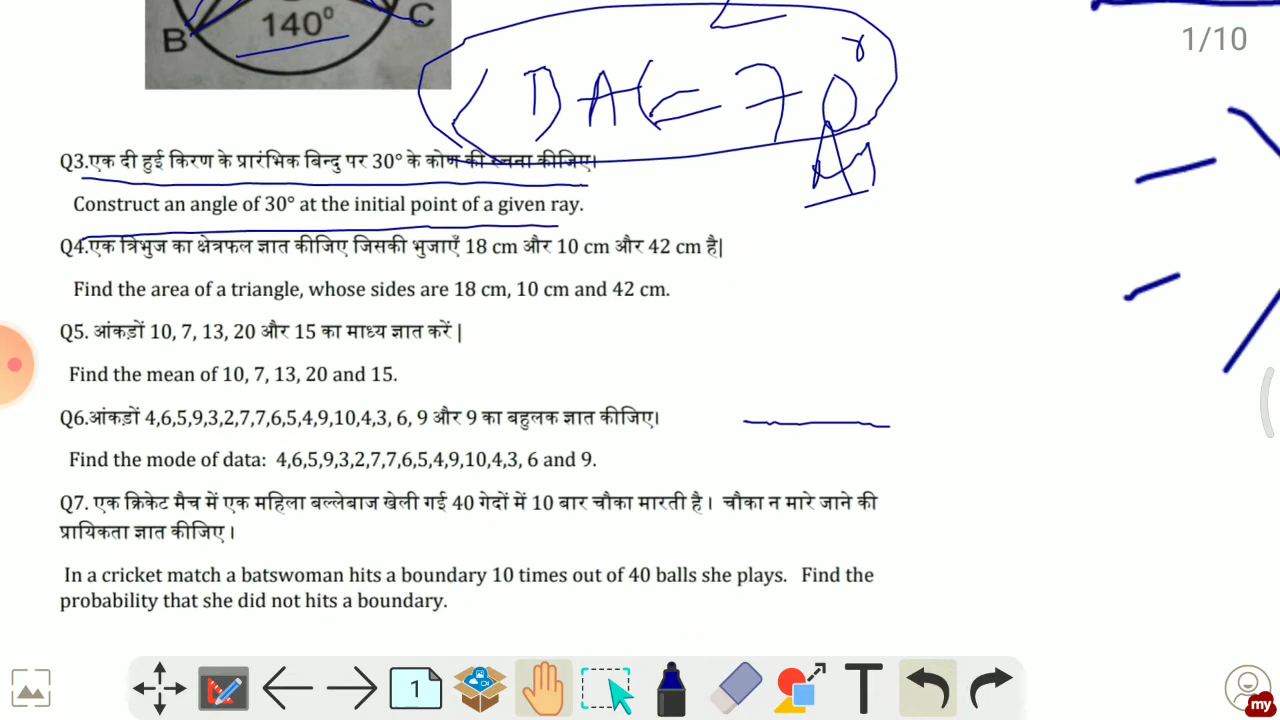 B
140⁰
C
∠BAC = 70°
An
1/10
Q3.एक दी हुई किरण के प्रारंभिक बिन्दु पर 30° के कोण की रचना कीजिए।
Construct an angle of 30° at the initial point of a given ray.
Q4.एक त्रिभुज का क्षेत्रफल ज्ञात कीजिए जिसकी भुजाएँ 18 cm और 10 cm और 42 cm है|
Find the area of a triangle, whose sides are 18 cm, 10 cm and 42 cm.
Q5. आंकड़ों 10, 7, 13, 20 और 15 का माध्य ज्ञात करें |
Find the mean of 10, 7, 13, 20 and 15.
Q6.आंकड़ों 4,6,5,9,3,2,7,7,6,5,4,9,10,4,3, 6, 9 और 9 का बहुलक ज्ञात कीजिए।
Find the mode of data:  4,6,5,9,3,2,7,7,6,5,4,9,10,4,3, 6 and 9.
Q7. एक क्रिकेट मैच में एक महिला बल्लेबाज खेली गई 40 गेदों में 10 बार चौका मारती है। चौका न मारे जाने की
प्रायिकता ज्ञात कीजिए।
In a cricket match a batswoman hits a boundary 10 times out of 40 balls she plays.   Find the
probability that she did not hits a boundary.
1
T
my